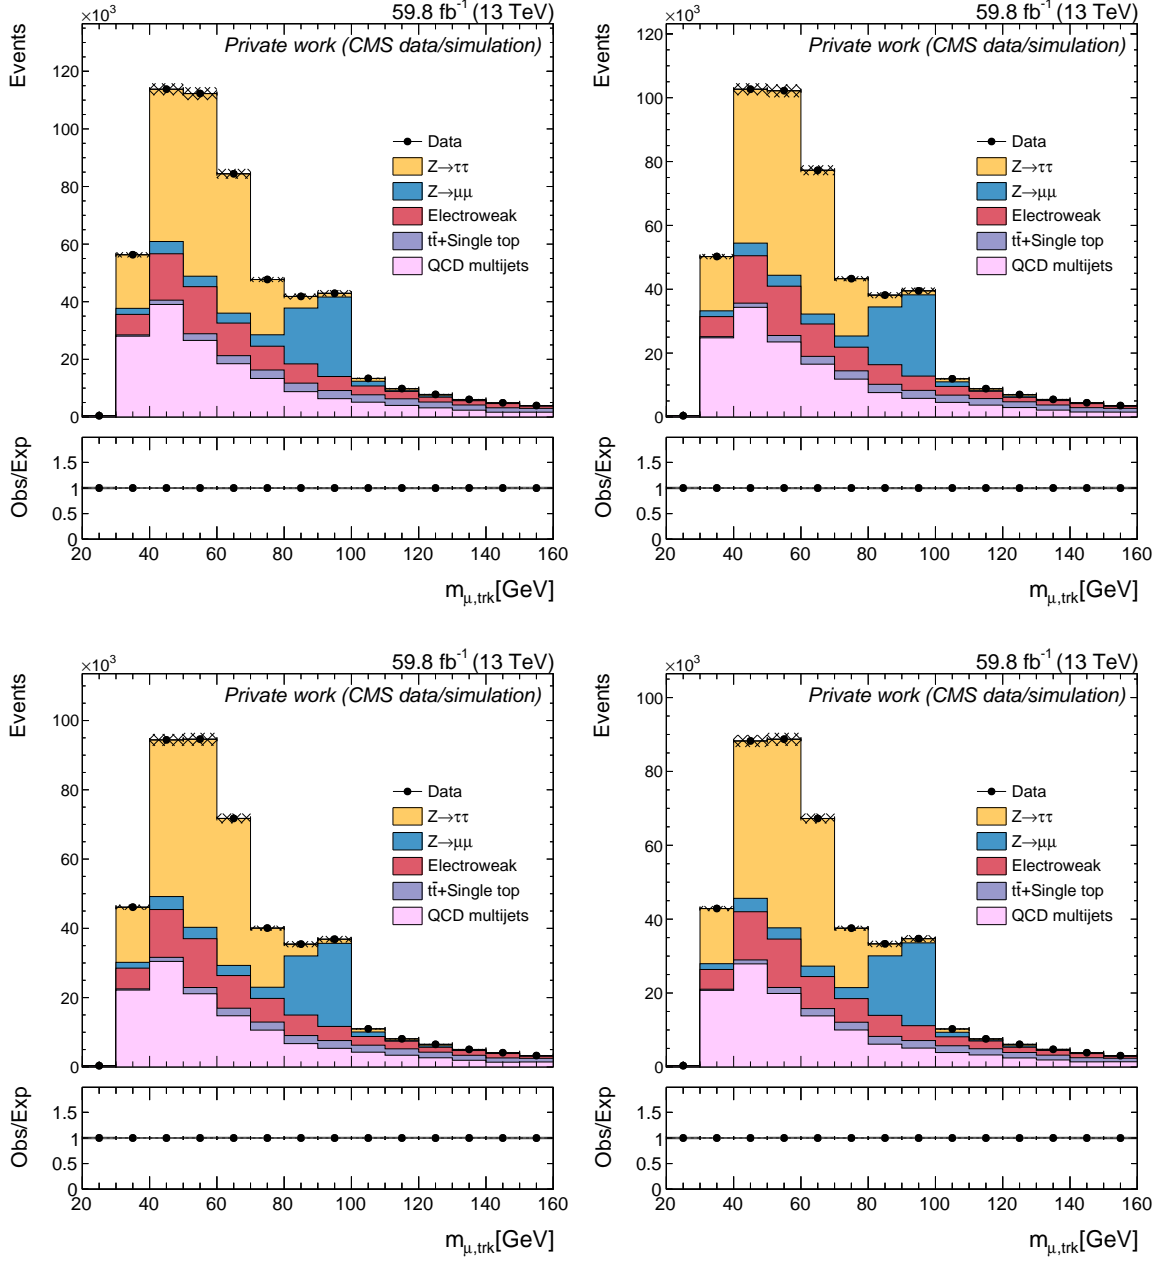 ×10³ 59.8 fb⁻¹ (13 TeV)
Private work (CMS data/simulation)
Events
120
100
80
60
40
20
0
Data
Z→ττ
Z→μμ
Electroweak
tt̄+Single top
QCD multijets
Obs/Exp
1.5
1
0.5
0
20 40 60 80 100 120 140 160
m_μ,trk[GeV]
×10³ 59.8 fb⁻¹ (13 TeV)
Private work (CMS data/simulation)
Events
120
100
80
60
40
20
0
Data
Z→ττ
Z→μμ
Electroweak
tt̄+Single top
QCD multijets
Obs/Exp
1.5
1
0.5
0
20 40 60 80 100 120 140 160
m_μ,trk[GeV]
×10³ 59.8 fb⁻¹ (13 TeV)
Private work (CMS data/simulation)
Events
100
80
60
40
20
0
Data
Z→ττ
Z→μμ
Electroweak
tt̄+Single top
QCD multijets
Obs/Exp
1.5
1
0.5
0
20 40 60 80 100 120 140 160
m_μ,trk[GeV]
×10³ 59.8 fb⁻¹ (13 TeV)
Private work (CMS data/simulation)
Events
100
80
60
40
20
0
Data
Z→ττ
Z→μμ
Electroweak
tt̄+Single top
QCD multijets
Obs/Exp
1.5
1
0.5
0
20 40 60 80 100 120 140 160
m_μ,trk[GeV]